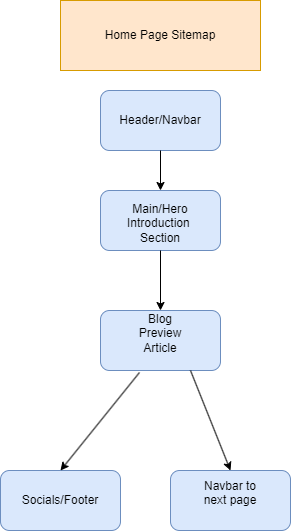 Home Page Sitemap
Header/Navbar
Main/Hero
Introduction
Section
Blog
Preview
Article
Socials/Footer
Navbar to
next page